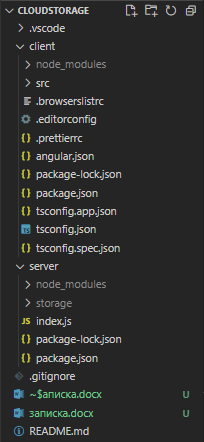 CLOUDSTORAGE
.vscode
client
node_modules
src
.browserslistrc
.editorconfig
.prettierrc
angular.json
package-lock.json
package.json
tsconfig.app.json
tsconfig.json
tsconfig.spec.json
server
node_modules
storage
index.js
package-lock.json
package.json
.gitignore
~$аписка.docx U
записка.docx U
README.md